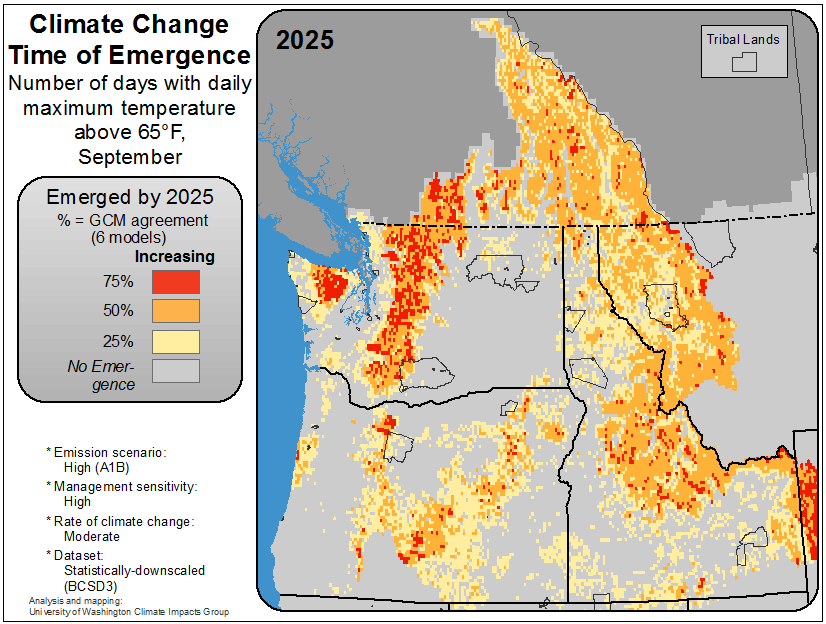 Climate Change
Time of Emergence
Number of days with daily
maximum temperature
above 65°F,
September
Emerged by 2025
% = GCM agreement
(6 models)
Increasing
75%
50%
25%
No Emer-
gence
* Emission scenario:
High (A1B)
* Management sensitivity:
High
* Rate of climate change:
Moderate
* Dataset:
Statistically-downscaled
(BCSD3)
Analysis and mapping:
University of Washington Climate Impacts Group
2025
Tribal Lands